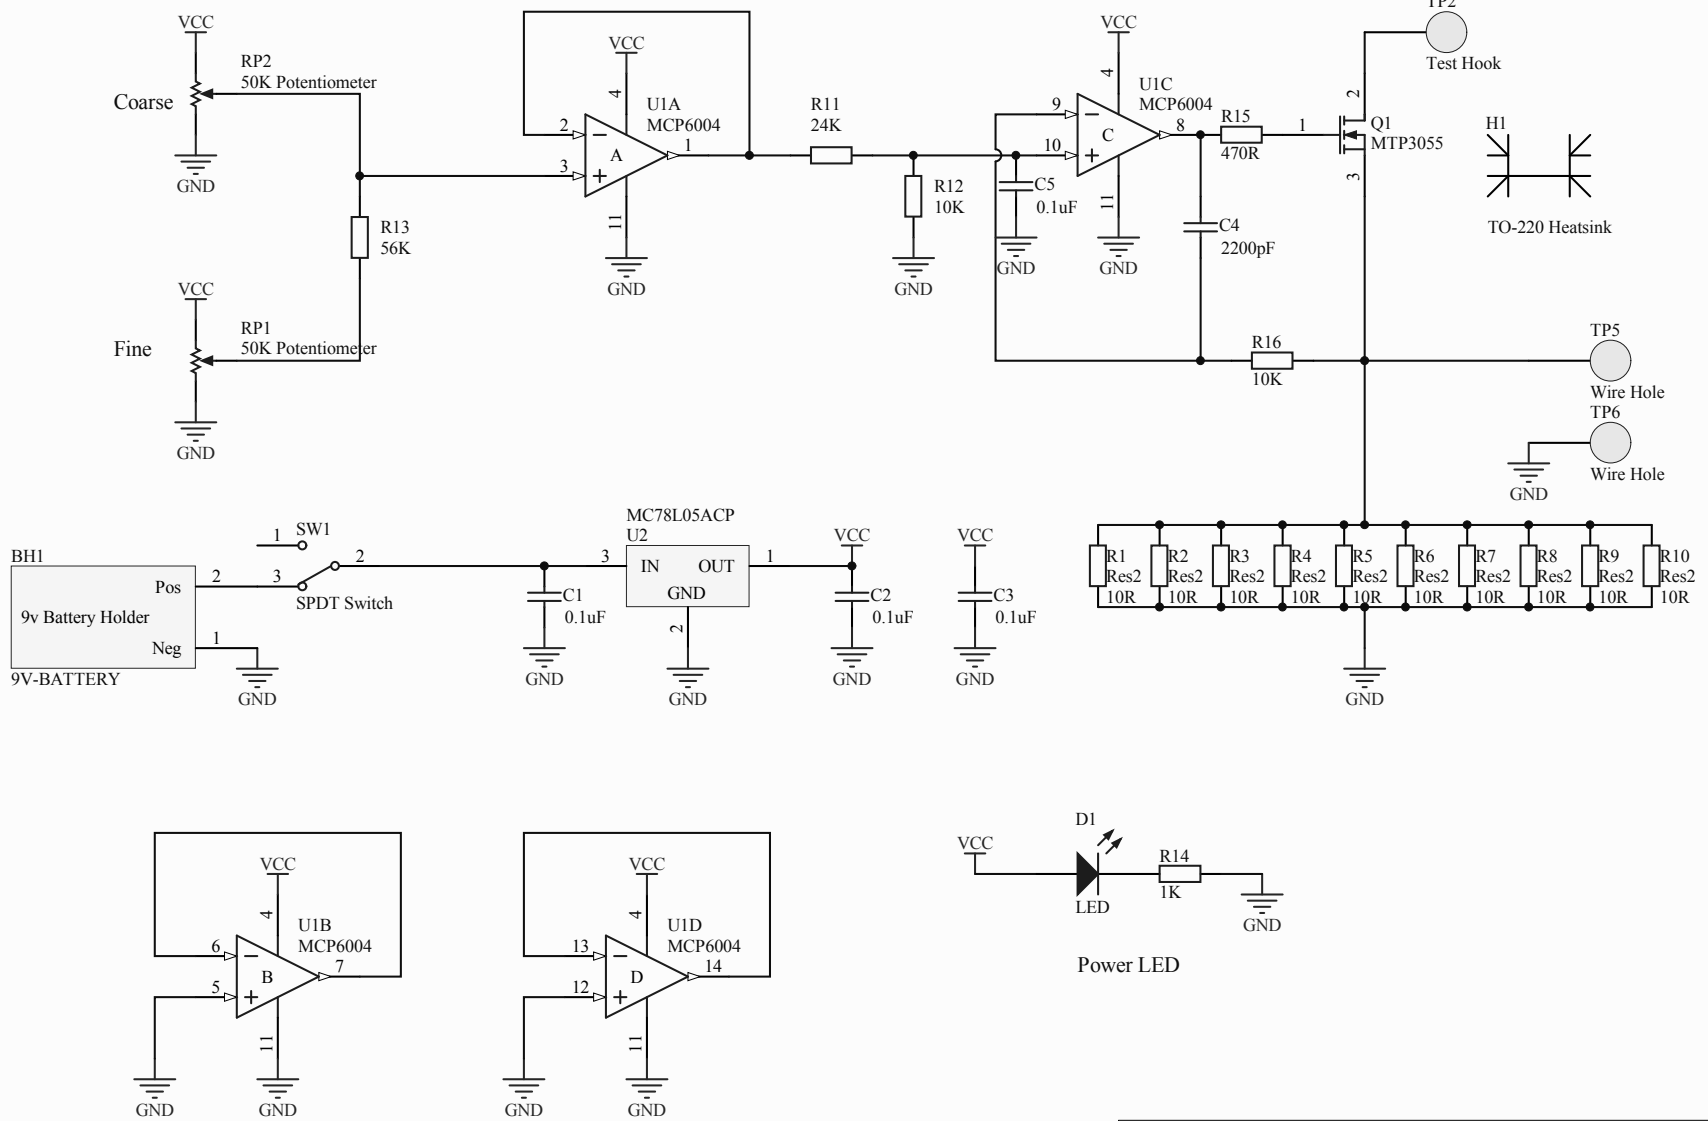 VCC
RP2
50K Potentiometer
Coarse
GND
R13
56K
VCC
RP1
50K Potentiometer
Fine
GND
VCC
4
U1A
MCP6004
2
3
A
1
11
GND
R11
24K
R12
10K
GND
C5
0.1uF
GND
VCC
4
U1C
MCP6004
9
10
C
8
11
GND
R15
470R
C4
2200pF
R16
10K
TP2
Test Hook
2
1
Q1
MTP3055
3
H1
TO-220 Heatsink
TP5
Wire Hole
TP6
Wire Hole
GND
BH1
Pos
9v Battery Holder
Neg
9V-BATTERY
2
1
GND
1
SW1
3
2
SPDT Switch
C1
0.1uF
GND
MC78L05ACP
U2
3
IN
OUT
GND
1
2
GND
VCC
C2
0.1uF
GND
VCC
C3
0.1uF
GND
R1
Res2
10R
R2
Res2
10R
R3
Res2
10R
R4
Res2
10R
R5
Res2
10R
R6
Res2
10R
R7
Res2
10R
R8
Res2
10R
R9
Res2
10R
R10
Res2
10R
GND
VCC
4
U1B
MCP6004
6
5
B
7
11
GND
GND
VCC
4
U1D
MCP6004
13
12
D
14
11
GND
GND
VCC
D1
LED
R14
1K
GND
Power LED